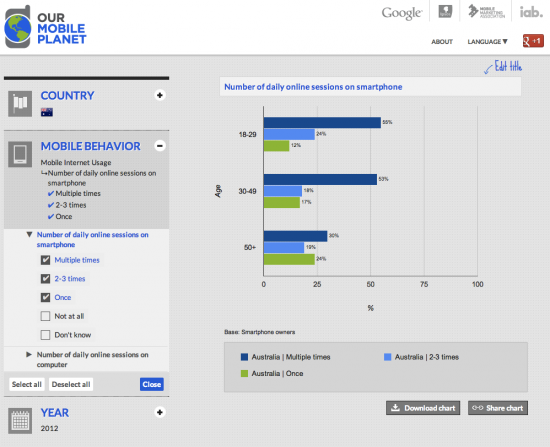 OUR
MOBILE
PLANET
Google
MOBILE
MARKETING
ASSOCIATION
iab.
ABOUT
LANGUAGE ▼
g +1
Edit title
COUNTRY
MOBILE BEHAVIOR
Mobile Internet Usage
↳Number of daily online sessions on
smartphone
✔ Multiple times
✔ 2-3 times
✔ Once
▼ Number of daily online sessions on
smartphone
Multiple times
2-3 times
Once
Not at all
Don't know
► Number of daily online sessions on
computer
Select all
Deselect all
Close
YEAR
2012
Number of daily online sessions on smartphone
Age
18-29
55%
24%
12%
30-49
53%
18%
17%
50+
30%
19%
24%
0
25
50
75
100
%
Base: Smartphone owners
Australia | Multiple times
Australia | 2-3 times
Australia | Once
Download chart
Share chart